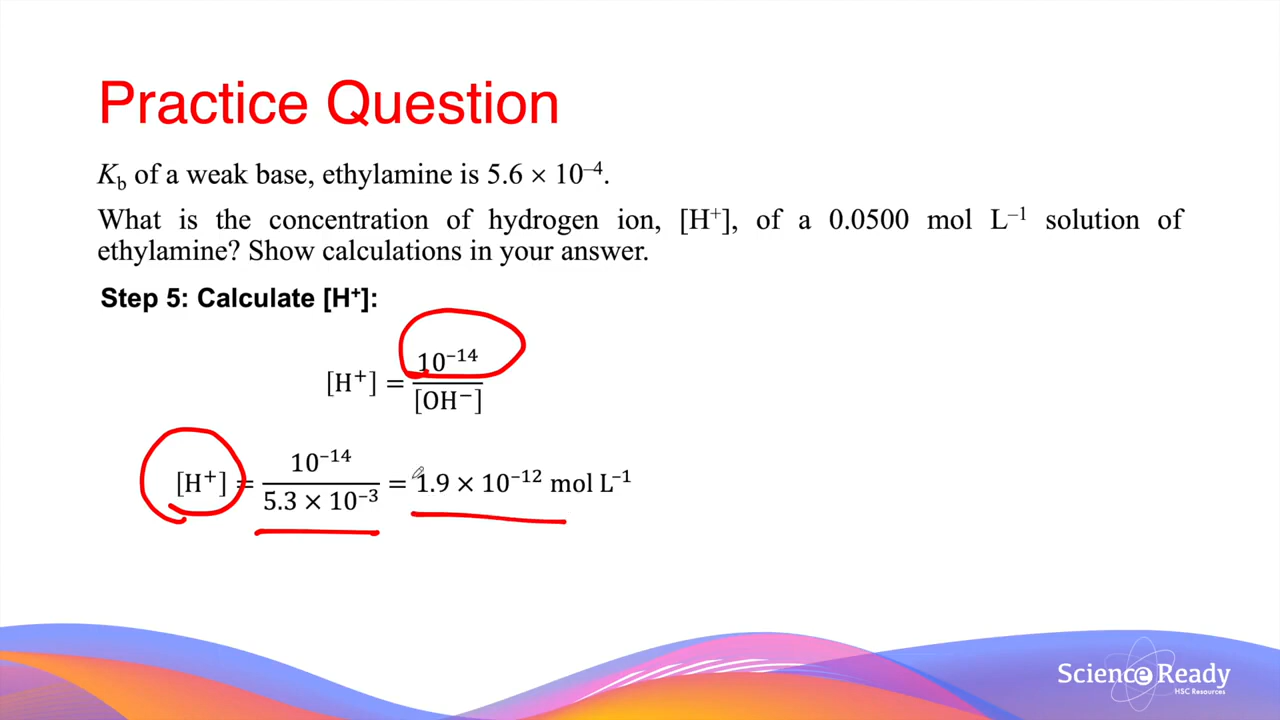 Practice Question
K_b of a weak base, ethylamine is 5.6 × 10⁻⁴.
What is the concentration of hydrogen ion, [H⁺], of a 0.0500 mol L⁻¹ solution of
ethylamine? Show calculations in your answer.
Step 5: Calculate [H⁺]:
[H⁺] = 10⁻¹⁴ / [OH⁻]
[H⁺] = 10⁻¹⁴ / 5.3 × 10⁻³ = 1.9 × 10⁻¹² mol L⁻¹
Science Ready
HSC Resources